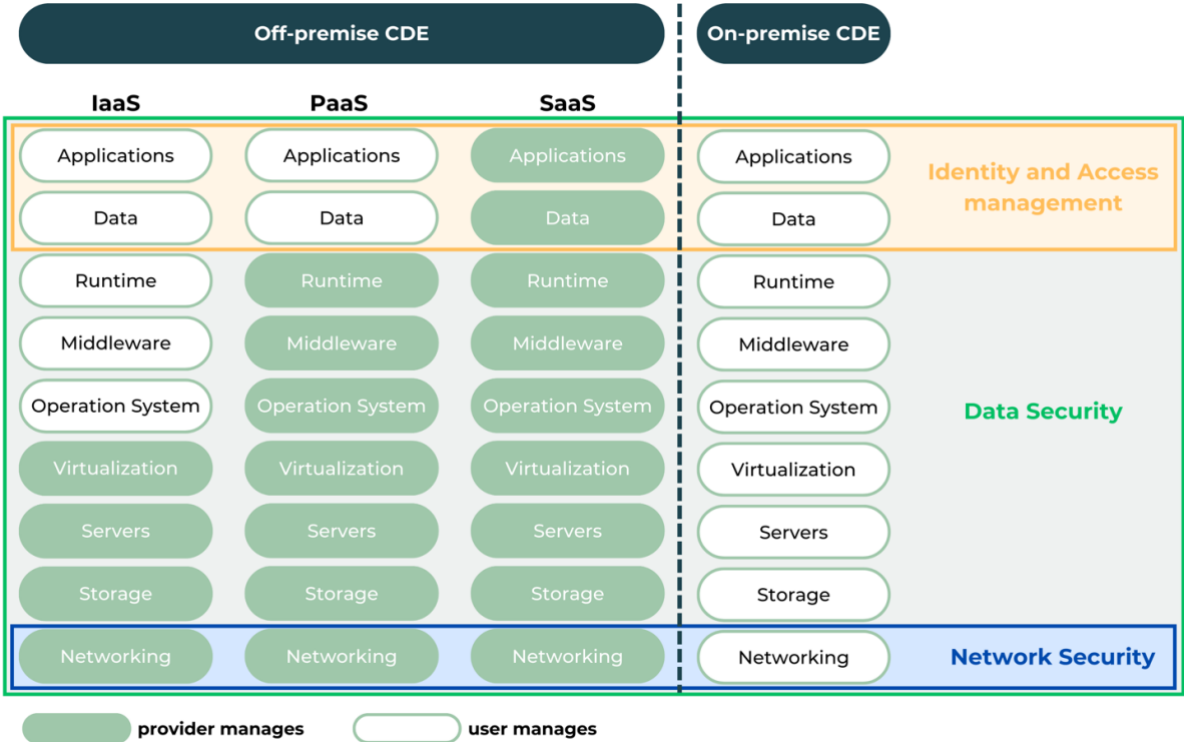 Off-premise CDE
On-premise CDE
IaaS
PaaS
SaaS
Applications
Applications
Applications
Applications
Identity and Access
management
Data
Data
Data
Data
Runtime
Runtime
Runtime
Runtime
Middleware
Middleware
Middleware
Middleware
Operation System
Operation System
Operation System
Operation System
Data Security
Virtualization
Virtualization
Virtualization
Virtualization
Servers
Servers
Servers
Servers
Storage
Storage
Storage
Storage
Networking
Networking
Networking
Networking
Network Security
provider manages
user manages